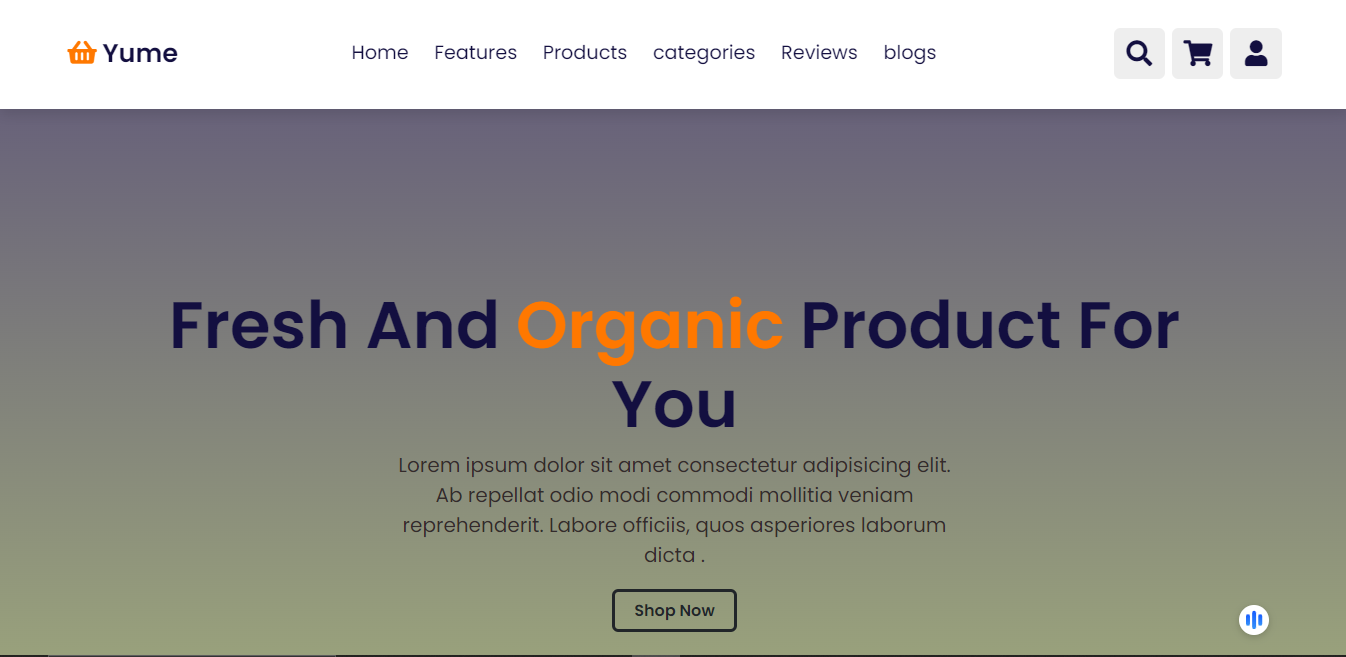 Yume
Home Features Products categories Reviews blogs
Fresh And Organic Product For
You
Lorem ipsum dolor sit amet consectetur adipisicing elit.
Ab repellat odio modi commodi mollitia veniam
reprehenderit. Labore officiis, quos asperiores laborum
dicta .
Shop Now